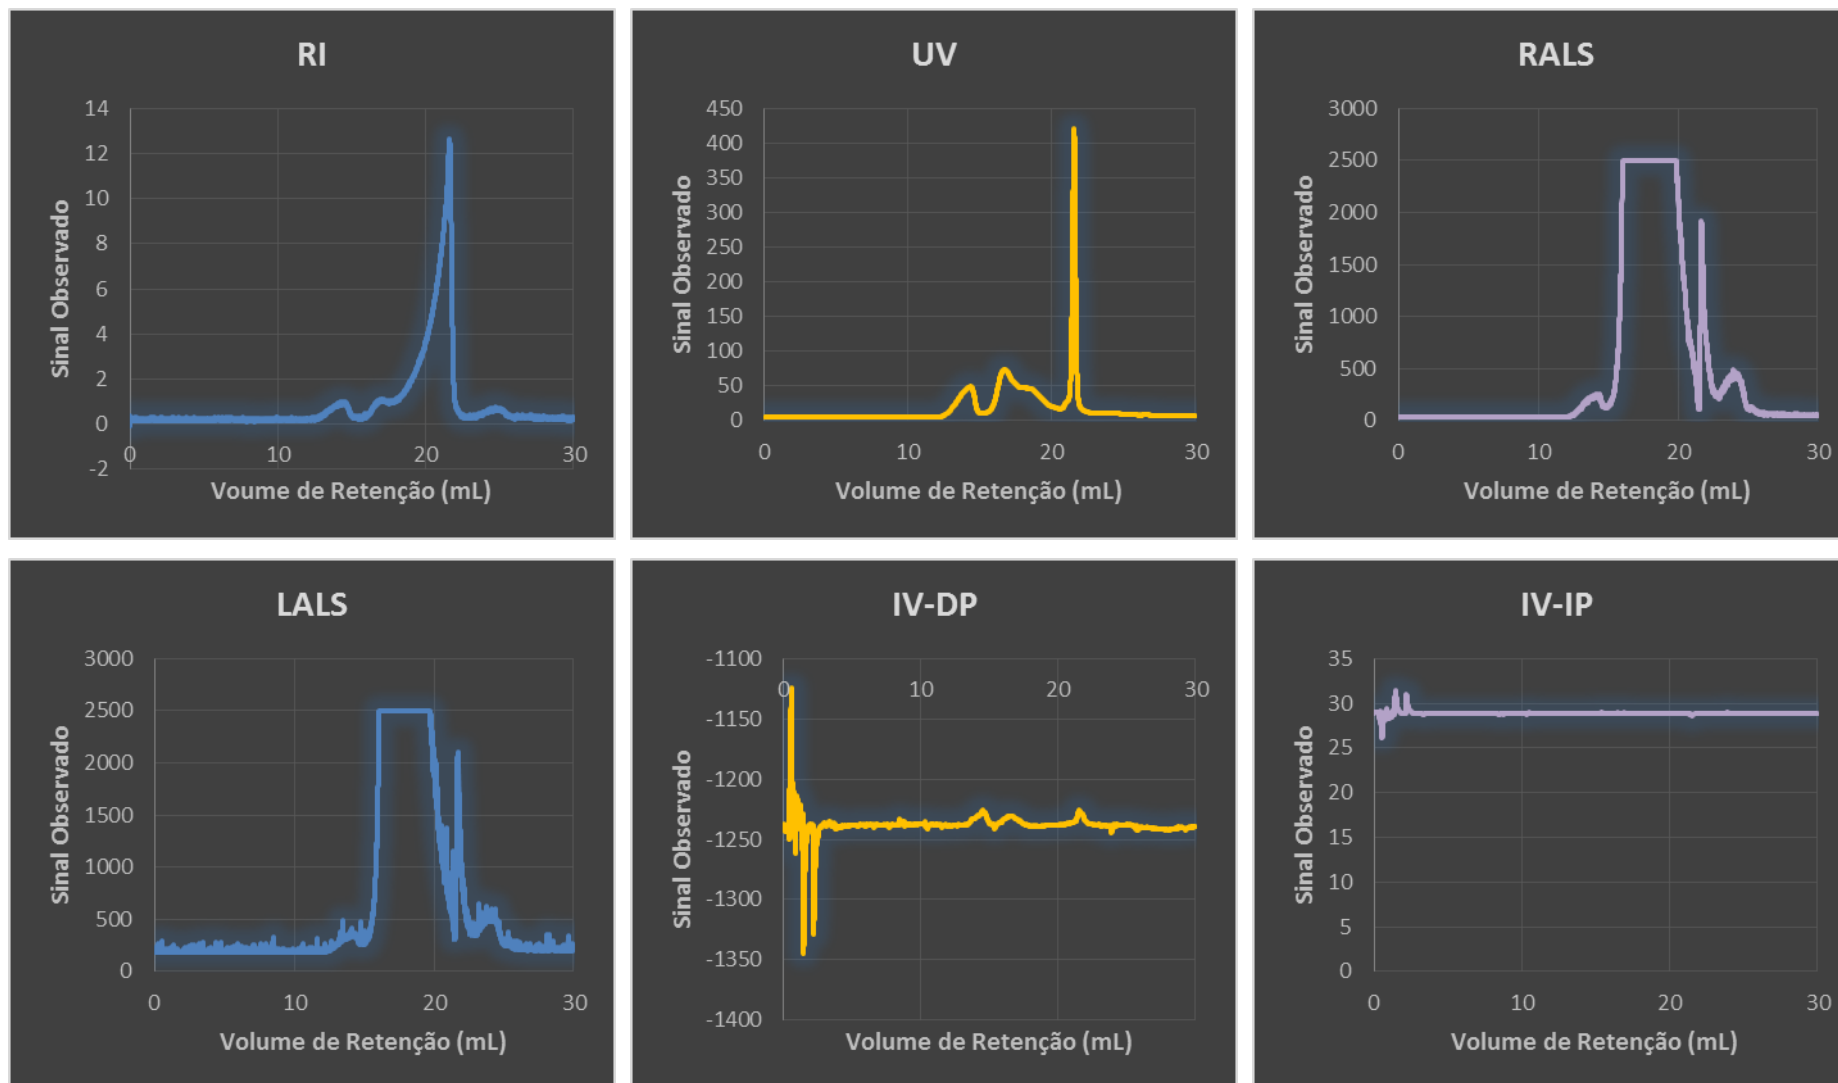 RI
14
12
10
8
6
4
2
0
-2
0 10 20 30
Sinal Observado
Voume de Retenção (mL)
UV
450
400
350
300
250
200
150
100
50
0
0 10 20 30
Sinal Observado
Volume de Retenção (mL)
RALS
3000
2500
2000
1500
1000
500
0
0 10 20 30
Sinal Observado
Volume de Retenção (mL)
LALS
3000
2500
2000
1500
1000
500
0
0 10 20 30
Sinal Observado
Volume de Retenção (mL)
IV-DP
-1100
0 10 20 30
-1150
-1200
-1250
-1300
-1350
-1400
Sinal Observado
Volume de Retenção (mL)
IV-IP
35
30
25
20
15
10
5
0
0 10 20 30
Sinal Observado
Volume de Retenção (mL)